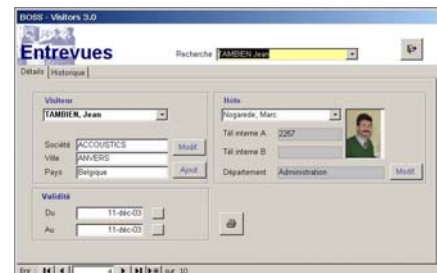 BOSS - Visitors 3.0
Entrevues
Recherche TAMBIEN Jean
Détails Historique
Visiteur
TAMBIEN, Jean
Société ACCOUSTICS Modif.
Ville ANVERS
Pays Belgique Ajout
Hôte
Nogarede, Marc
Tél interne A 2257
Tél interne B
Département Administration Modif.
Validité
Du 11-déc-03
Au 11-déc-03
Enr : 4 sur 10